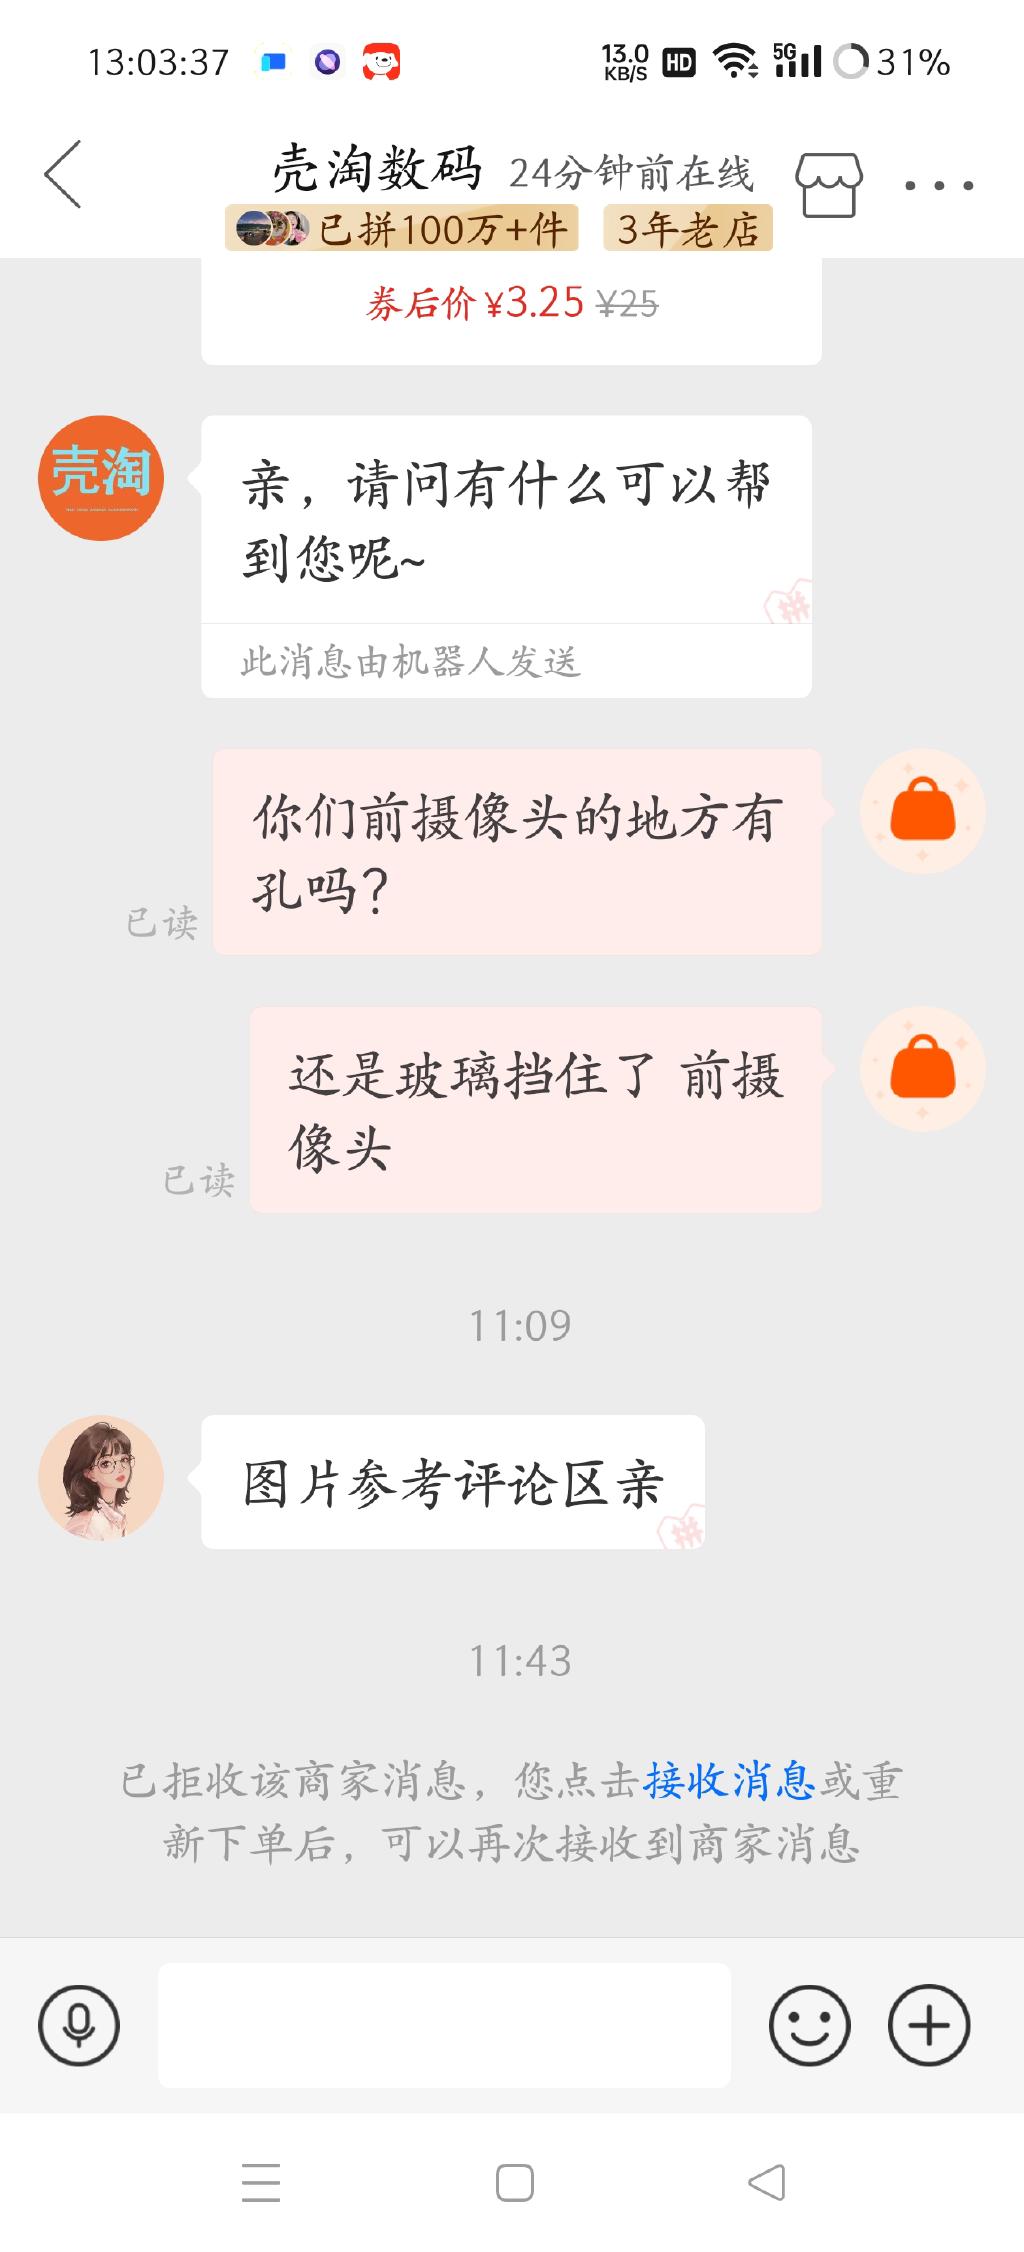 13:03:37
13.0
KB/S
HD
5G
31%
壳淘数码 24分钟前在线
已拼100万+件
3年老店
券后价¥3.25 ¥25
壳淘
亲，请问有什么可以帮
到您呢~
拼
此消息由机器人发送
你们前摄像头的地方有
孔吗？
已读
还是玻璃挡住了 前摄
像头
已读
11:09
图片参考评论区亲
拼
11:43
已拒收该商家消息，您点击接收消息或重
新下单后，可以再次接收到商家消息